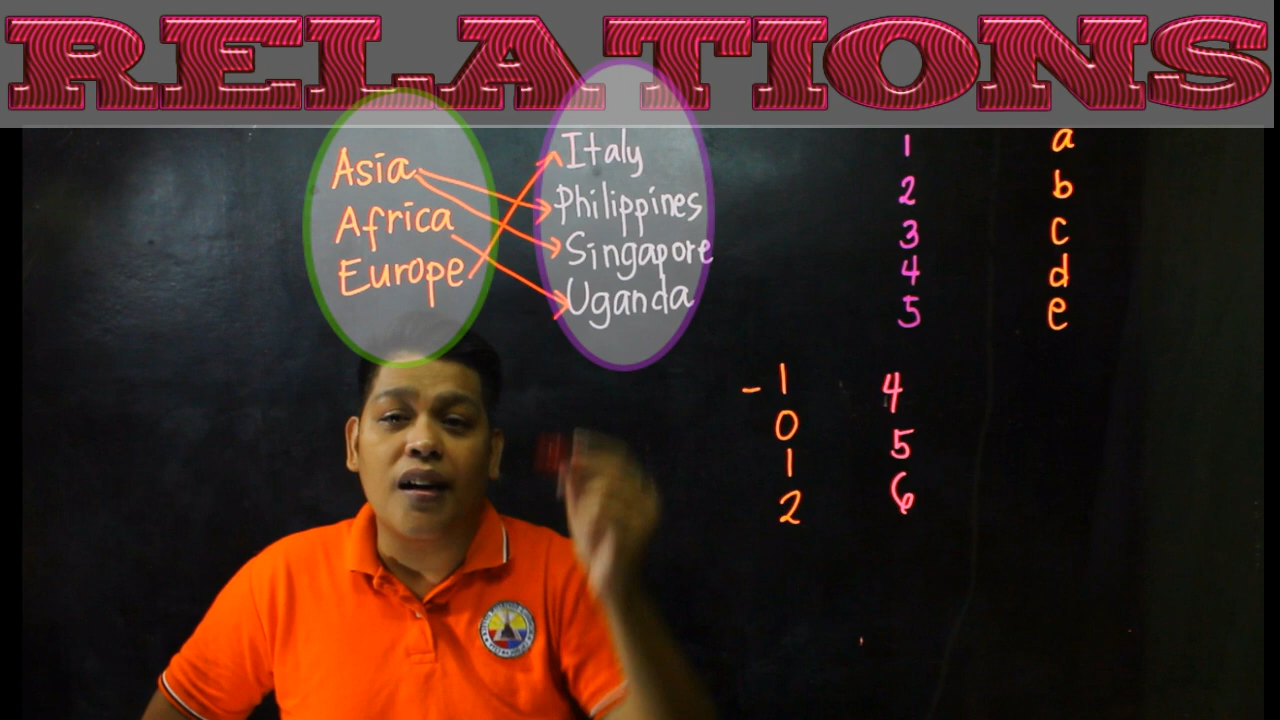 RELATIONS
Asia
Africa
Europe
Italy
Philippines
Singapore
Uganda
1 a
2 b
3 c
4 d
5 e
-1 4
0 5
1 6
2